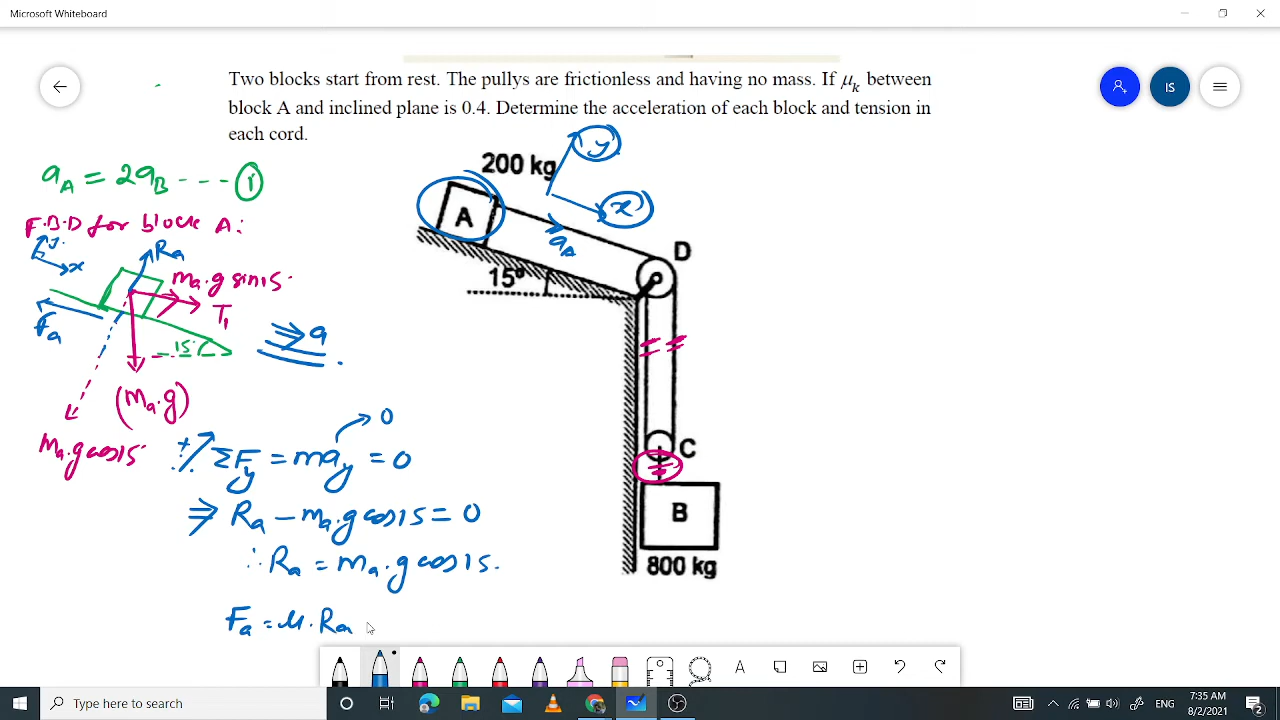 Microsoft Whiteboard
Two blocks start from rest. The pullys are frictionless and having no mass. If μk between
block A and inclined plane is 0.4. Determine the acceleration of each block and tension in
each cord.
IS
aA = 2aB ---- ①
F.B.D for block A:
y
x
Ra
ma.g sin15
T1
Fa
15
a
(ma.g)
ma.g cos15
200 kg
y
x
A
aA
D
15°
C
B
800 kg
+ ΣFy = may = 0
0
⇒ Ra − ma.g cos15 = 0
∴ Ra = ma.g cos15.
Fa = μ.Ra
A
Type here to search
ENG
7:35 AM
8/2/2021
2